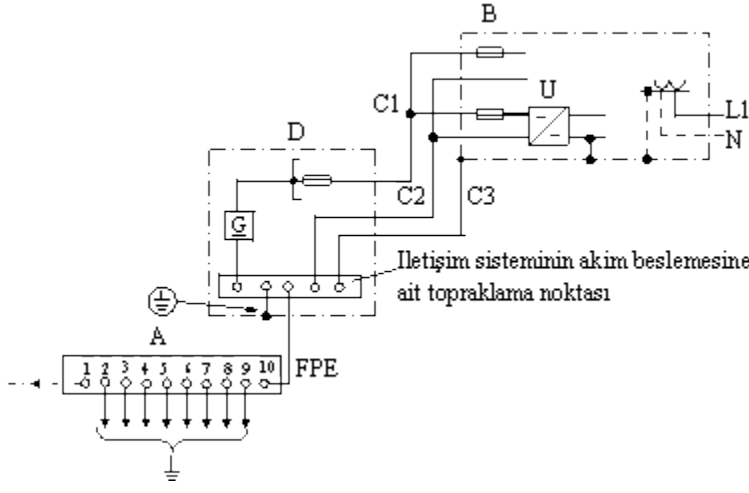 B
U
C1
L1
N
D
C2
C3
G
Iletişim sisteminin akim beslemesine
ait topraklama noktası
A
1 2 3 4 5 6 7 8 9 10
FPE